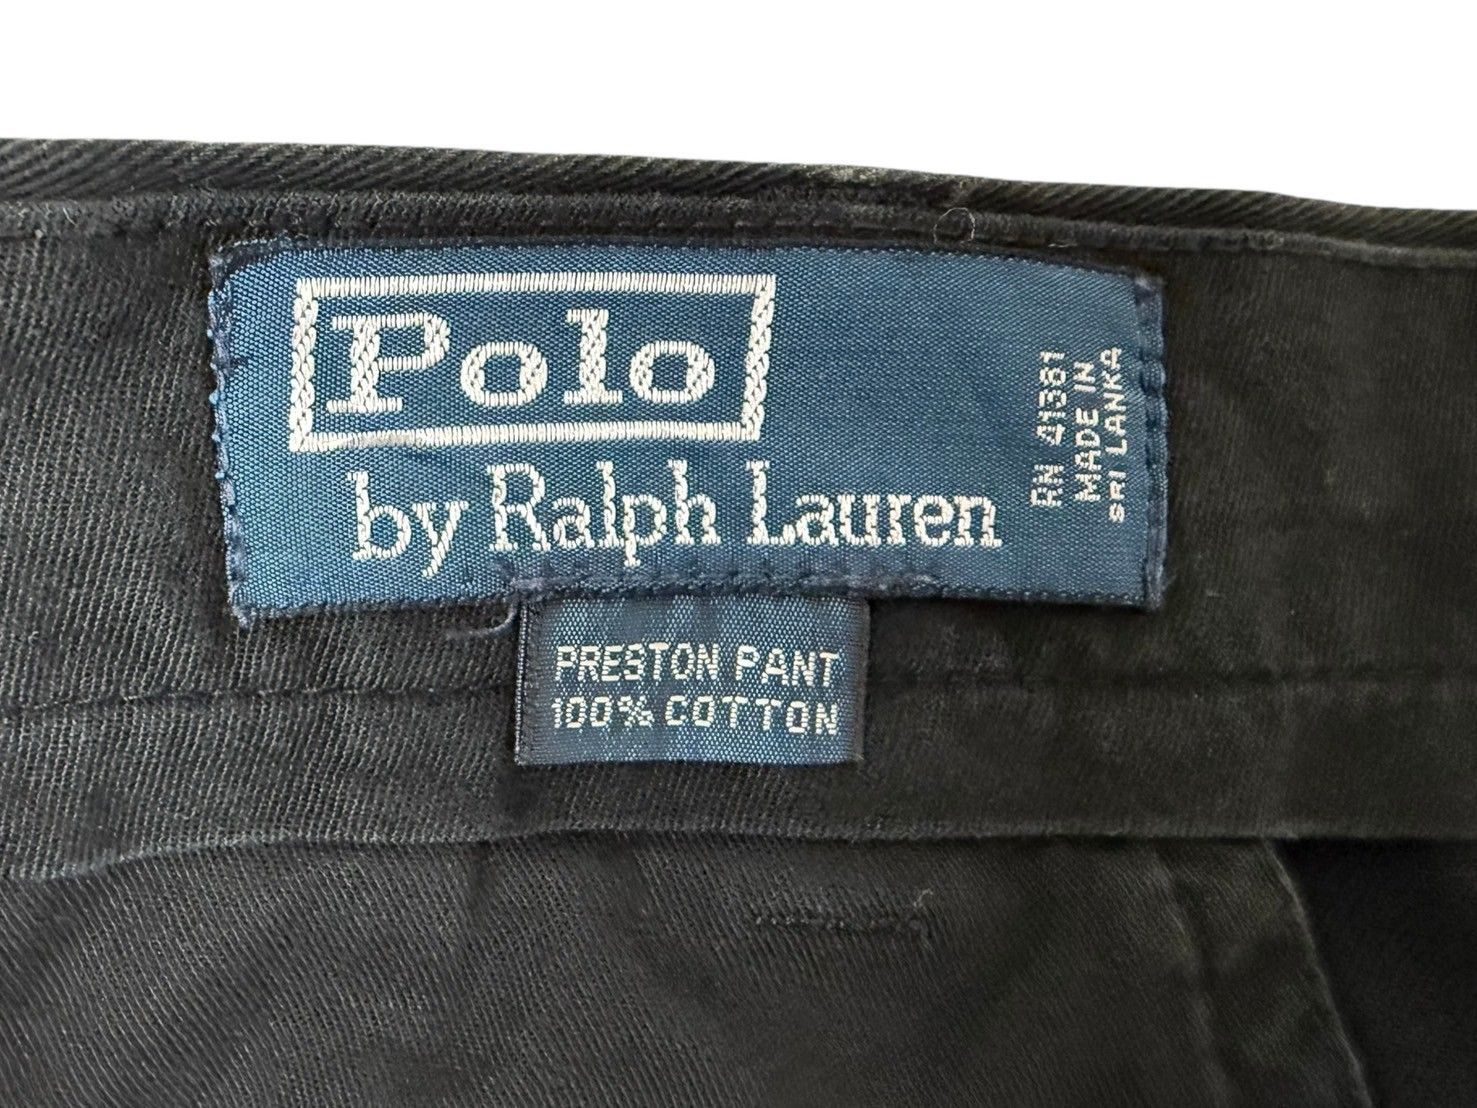 Polo
by Ralph Lauren
RN 41381
MADE IN
SRI LANKA
PRESTON PANT
100% COTTON